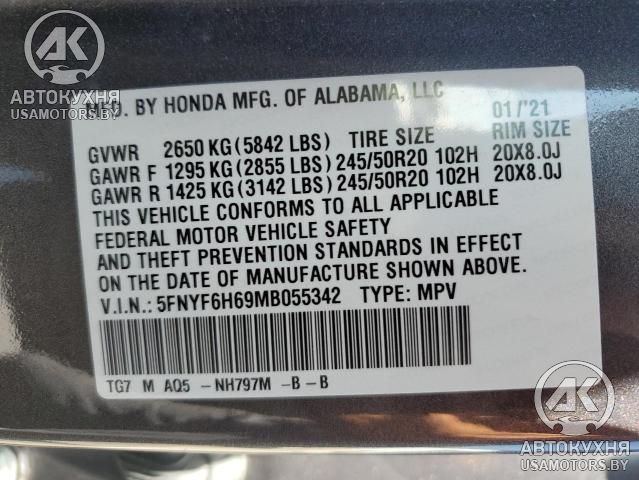 АК
АВТОКУХНЯ
USAMOTORS.BY
MFD. BY HONDA MFG. OF ALABAMA, LLC 01/'21
GVWR 2650 KG (5842 LBS) TIRE SIZE RIM SIZE
GAWR F 1295 KG (2855 LBS) 245/50R20 102H 20X8.0J
GAWR R 1425 KG (3142 LBS) 245/50R20 102H 20X8.0J
THIS VEHICLE CONFORMS TO ALL APPLICABLE
FEDERAL MOTOR VEHICLE SAFETY
AND THEFT PREVENTION STANDARDS IN EFFECT
ON THE DATE OF MANUFACTURE SHOWN ABOVE.
V.I.N.: 5FNYF6H69MB055342 TYPE: MPV
TG7 M AQ5 -NH797M -B-B
АК
АВТОКУХНЯ
USAMOTORS.BY